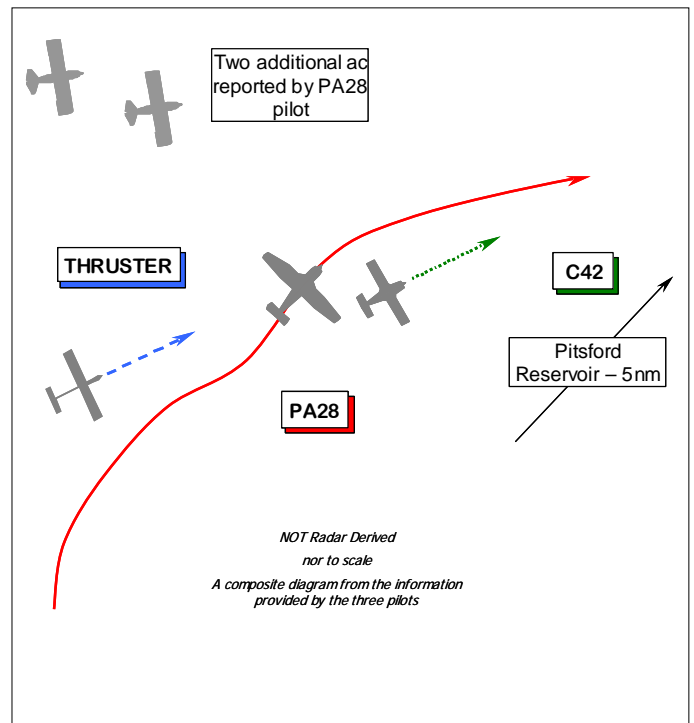 Two additional ac
reported by PA28
pilot
THRUSTER
C42
Pitsford
Reservoir – 5nm
PA28
NOT Radar Derived
nor to scale
A composite diagram from the information
provided by the three pilots